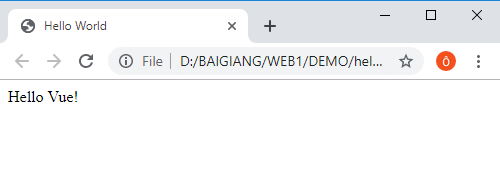 Hello World
File D:/BAIGIANG/WEB1/DEMO/hel...
Ô
Hello Vue!